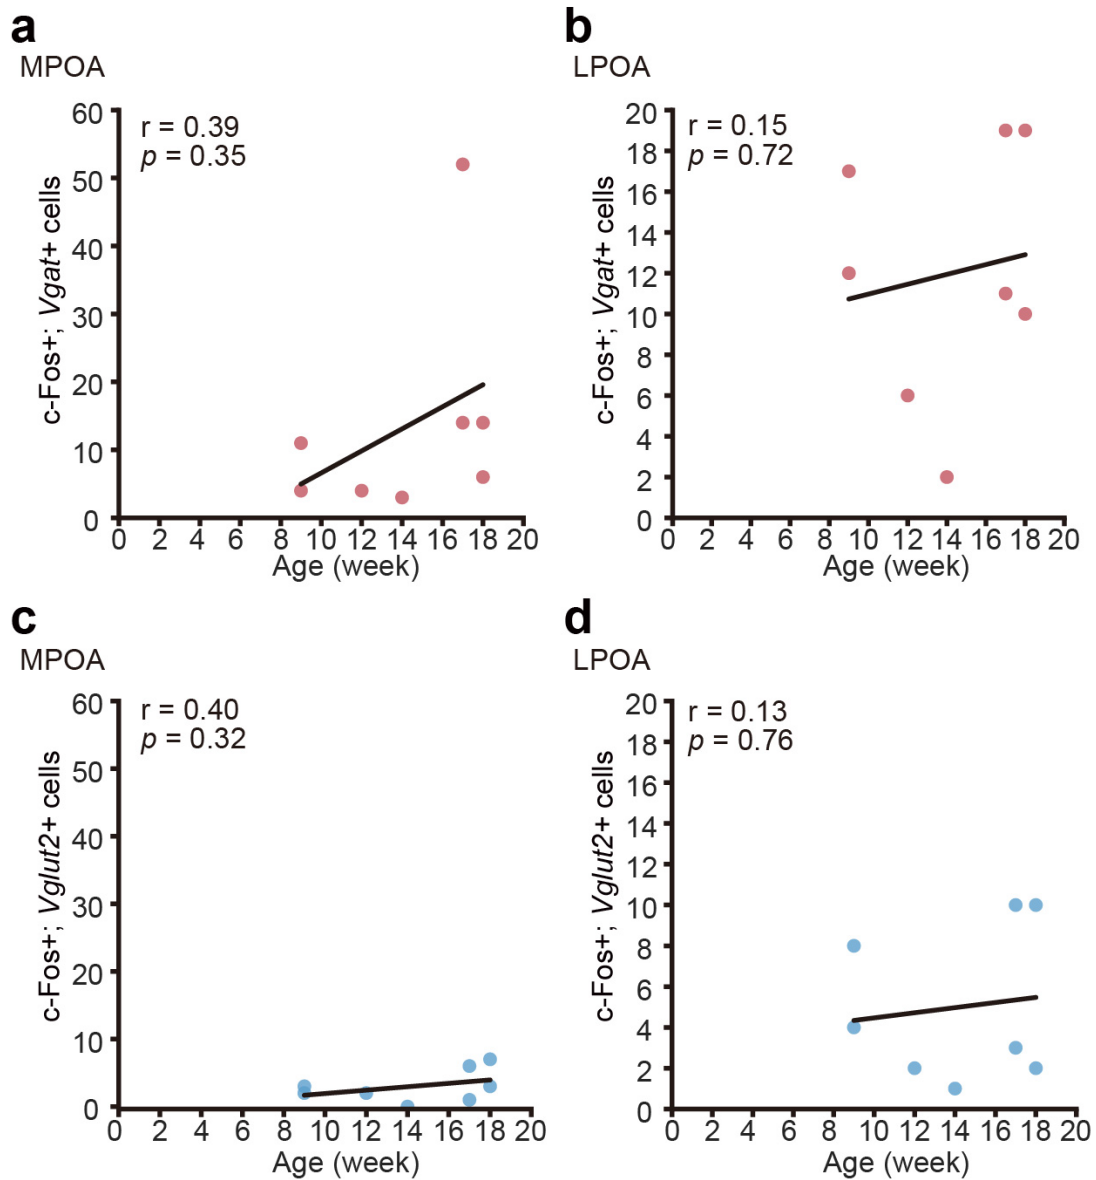 a
MPOA
r = 0.39
p = 0.35
c-Fos+; Vgat+ cells
60
50
40
30
20
10
0
0 2 4 6 8 10 12 14 16 18 20
Age (week)
b
LPOA
r = 0.15
p = 0.72
c-Fos+; Vgat+ cells
20
18
16
14
12
10
8
6
4
2
0
0 2 4 6 8 10 12 14 16 18 20
Age (week)
c
MPOA
r = 0.40
p = 0.32
c-Fos+; Vglut2+ cells
60
50
40
30
20
10
0
0 2 4 6 8 10 12 14 16 18 20
Age (week)
d
LPOA
r = 0.13
p = 0.76
c-Fos+; Vglut2+ cells
20
18
16
14
12
10
8
6
4
2
0
0 2 4 6 8 10 12 14 16 18 20
Age (week)